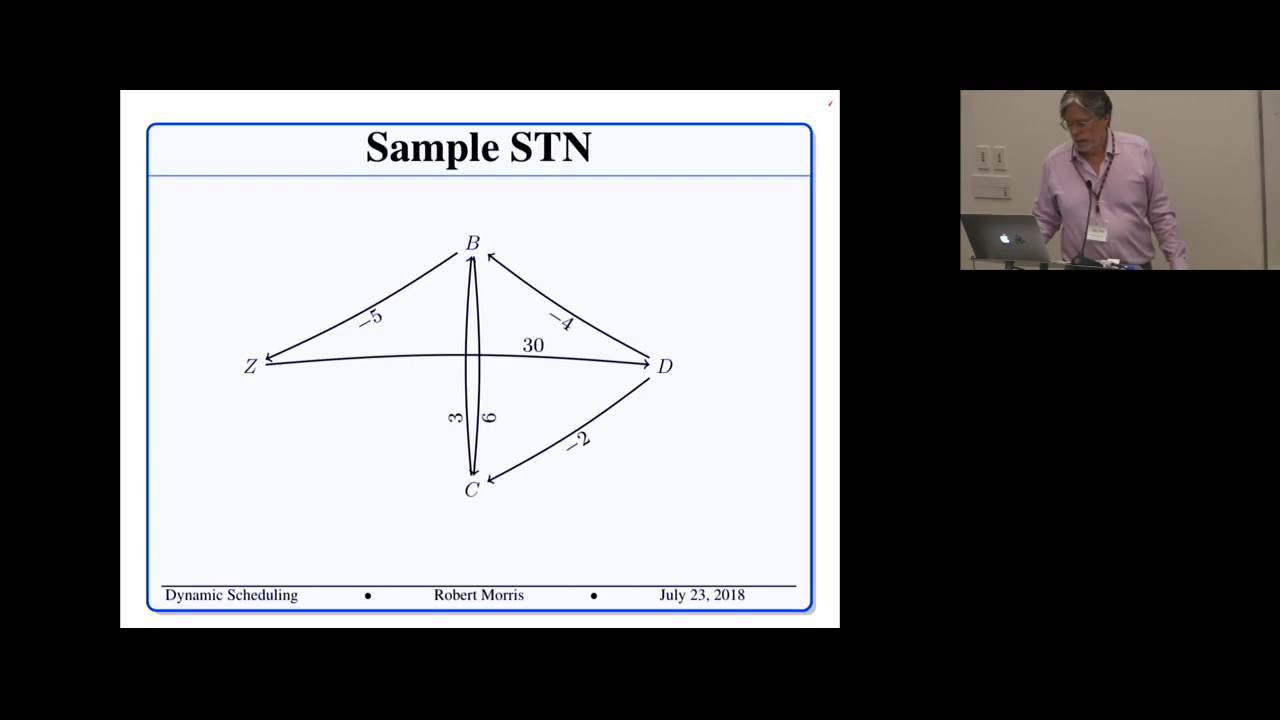 Sample STN
B
−5
−4
30
Z
D
3
6
−2
C
Dynamic Scheduling • Robert Morris • July 23, 2018